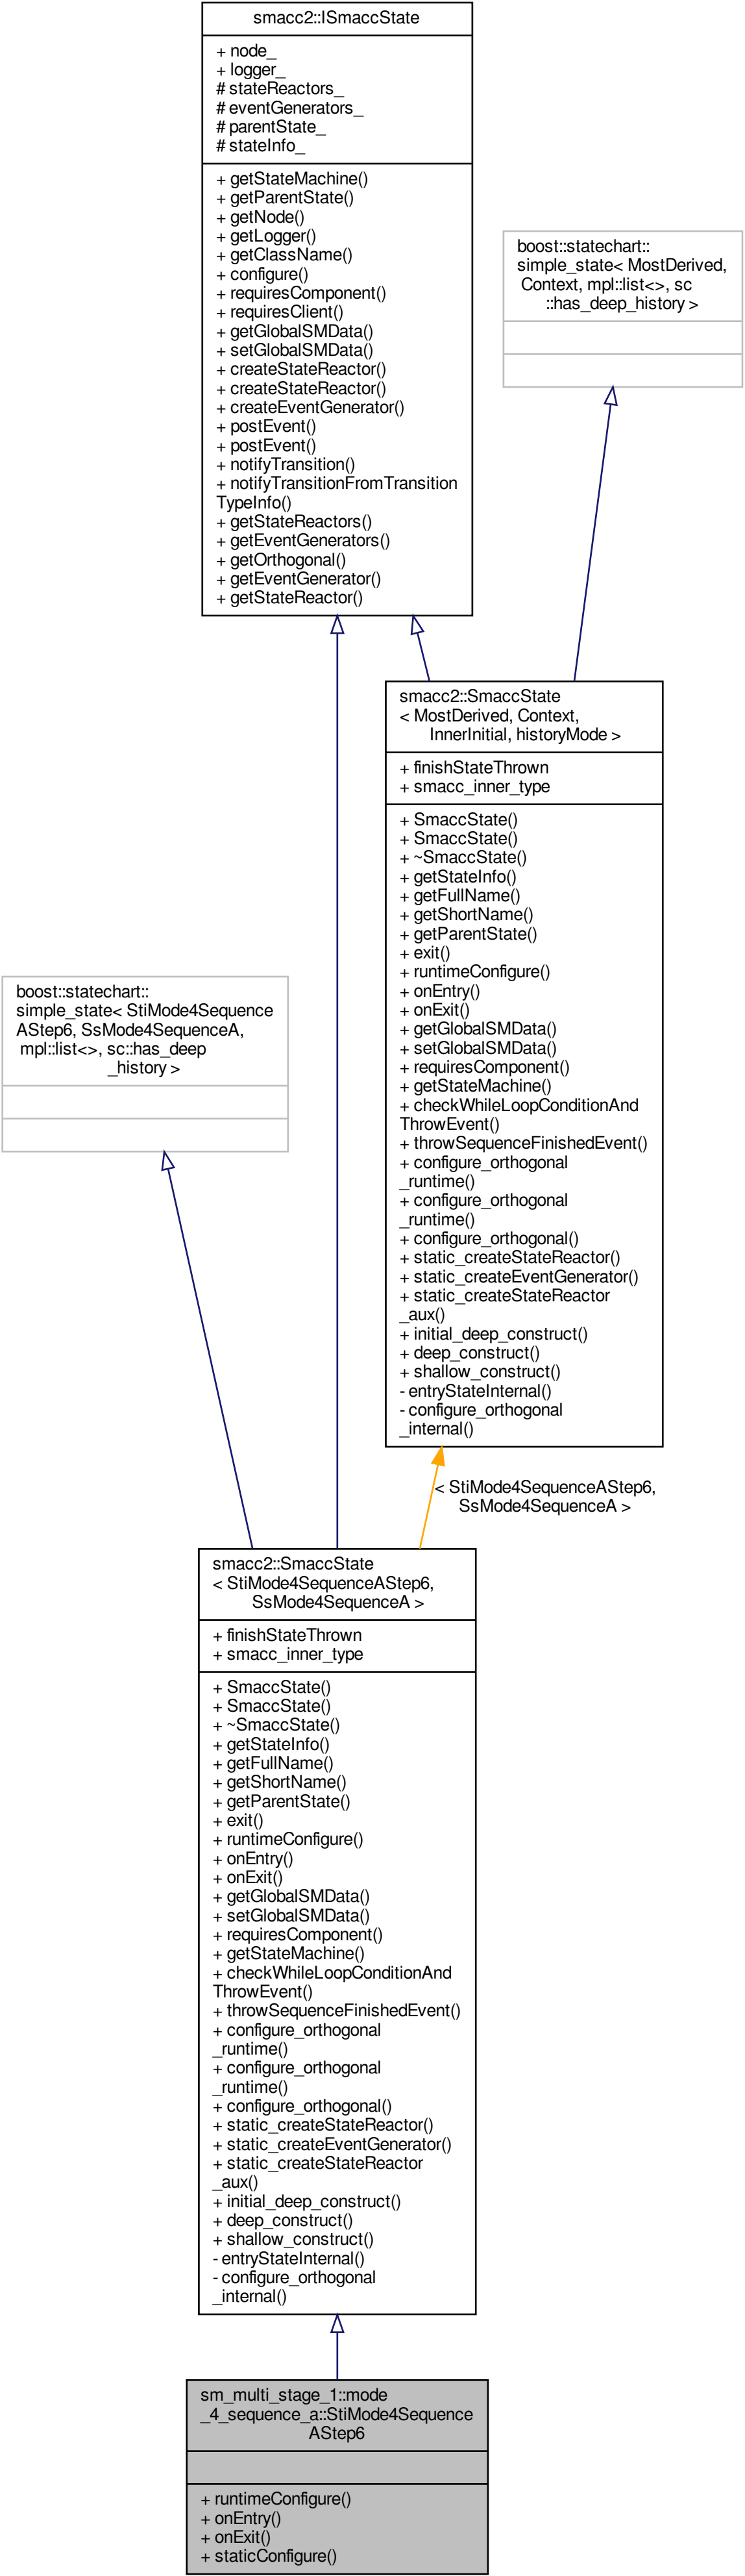 smacc2::ISmaccState
+ node_
+ logger_
# stateReactors_
# eventGenerators_
# parentState_
# stateInfo_
+ getStateMachine()
+ getParentState()
+ getNode()
+ getLogger()
+ getClassName()
+ configure()
+ requiresComponent()
+ requiresClient()
+ getGlobalSMData()
+ setGlobalSMData()
+ createStateReactor()
+ createStateReactor()
+ createEventGenerator()
+ postEvent()
+ postEvent()
+ notifyTransition()
+ notifyTransitionFromTransition
TypeInfo()
+ getStateReactors()
+ getEventGenerators()
+ getOrthogonal()
+ getEventGenerator()
+ getStateReactor()
boost::statechart::
simple_state< MostDerived,
Context, mpl::list<>, sc
::has_deep_history >
smacc2::SmaccState
< MostDerived, Context,
InnerInitial, historyMode >
+ finishStateThrown
+ smacc_inner_type
+ SmaccState()
+ SmaccState()
+ ~SmaccState()
+ getStateInfo()
+ getFullName()
+ getShortName()
+ getParentState()
+ exit()
+ runtimeConfigure()
+ onEntry()
+ onExit()
+ getGlobalSMData()
+ setGlobalSMData()
+ requiresComponent()
+ getStateMachine()
+ checkWhileLoopConditionAnd
ThrowEvent()
+ throwSequenceFinishedEvent()
+ configure_orthogonal
_runtime()
+ configure_orthogonal
_runtime()
+ configure_orthogonal()
+ static_createStateReactor()
+ static_createEventGenerator()
+ static_createStateReactor
_aux()
+ initial_deep_construct()
+ deep_construct()
+ shallow_construct()
- entryStateInternal()
- configure_orthogonal
_internal()
boost::statechart::
simple_state< StiMode4Sequence
AStep6, SsMode4SequenceA,
mpl::list<>, sc::has_deep
_history >
< StiMode4SequenceAStep6,
SsMode4SequenceA >
smacc2::SmaccState
< StiMode4SequenceAStep6,
SsMode4SequenceA >
+ finishStateThrown
+ smacc_inner_type
+ SmaccState()
+ SmaccState()
+ ~SmaccState()
+ getStateInfo()
+ getFullName()
+ getShortName()
+ getParentState()
+ exit()
+ runtimeConfigure()
+ onEntry()
+ onExit()
+ getGlobalSMData()
+ setGlobalSMData()
+ requiresComponent()
+ getStateMachine()
+ checkWhileLoopConditionAnd
ThrowEvent()
+ throwSequenceFinishedEvent()
+ configure_orthogonal
_runtime()
+ configure_orthogonal
_runtime()
+ configure_orthogonal()
+ static_createStateReactor()
+ static_createEventGenerator()
+ static_createStateReactor
_aux()
+ initial_deep_construct()
+ deep_construct()
+ shallow_construct()
- entryStateInternal()
- configure_orthogonal
_internal()
sm_multi_stage_1::mode
_4_sequence_a::StiMode4Sequence
AStep6
+ runtimeConfigure()
+ onEntry()
+ onExit()
+ staticConfigure()